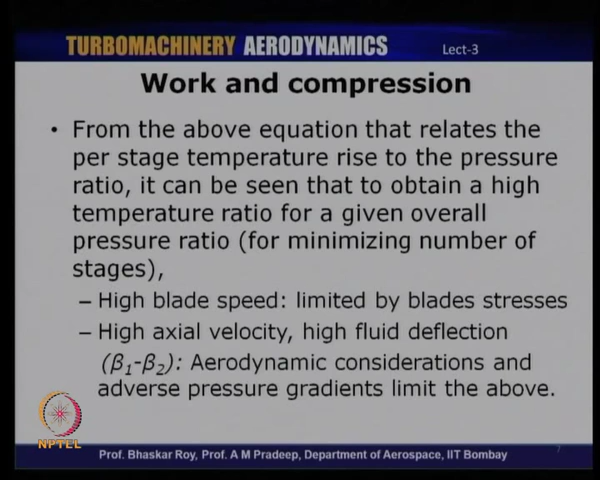 TURBOMACHINERY AERODYNAMICS Lect-3
Work and compression
• From the above equation that relates the
per stage temperature rise to the pressure
ratio, it can be seen that to obtain a high
temperature ratio for a given overall
pressure ratio (for minimizing number of
stages),
– High blade speed: limited by blades stresses
– High axial velocity, high fluid deflection
(β1-β2): Aerodynamic considerations and
adverse pressure gradients limit the above.
NPTEL
Prof. Bhaskar Roy, Prof. A M Pradeep, Department of Aerospace, IIT Bombay
7